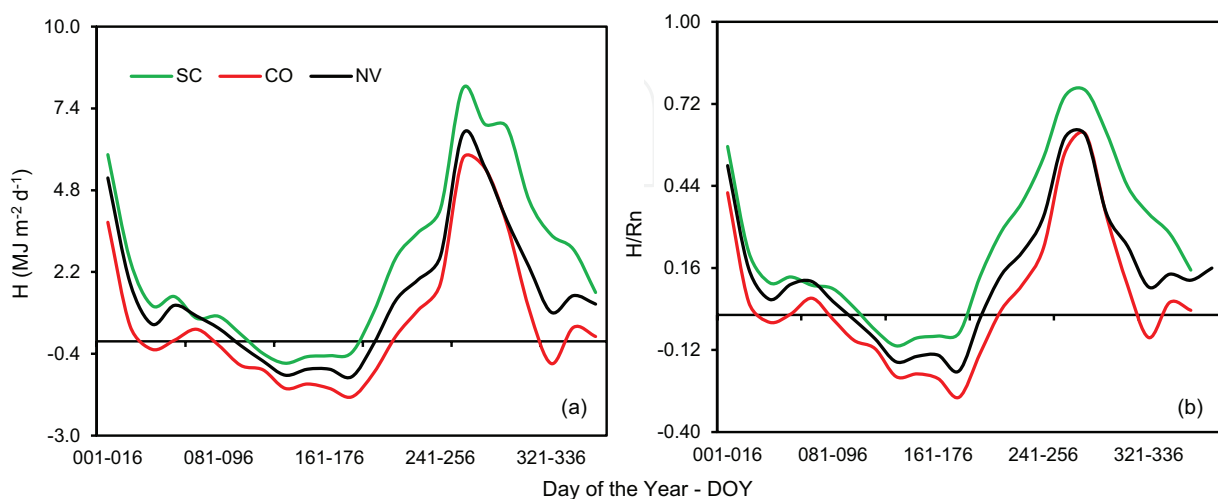 10.0
7.4
4.8
2.2
-0.4
-3.0
H (MJ m⁻² d⁻¹)
SC CO NV
(a)
001-016 081-096 161-176 241-256 321-336
1.00
0.72
0.44
0.16
-0.12
-0.40
H/Rn
(b)
001-016 081-096 161-176 241-256 321-336
Day of the Year - DOY